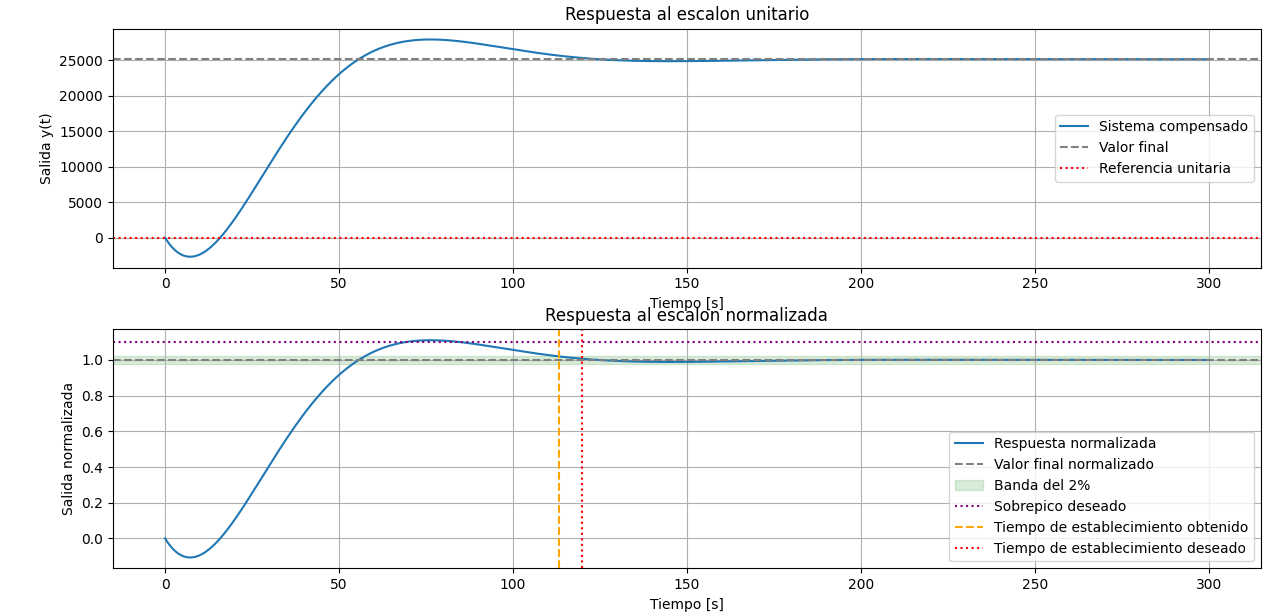 Respuesta al escalon unitario
Salida y(t)
25000
20000
15000
10000
5000
0
Sistema compensado
Valor final
Referencia unitaria
0 50 100 150 200 250 300
Tiempo [s]
Respuesta al escalon normalizada
Salida normalizada
1.0
0.8
0.6
0.4
0.2
0.0
Respuesta normalizada
Valor final normalizado
Banda del 2%
Sobrepico deseado
Tiempo de establecimiento obtenido
Tiempo de establecimiento deseado
0 50 100 150 200 250 300
Tiempo [s]